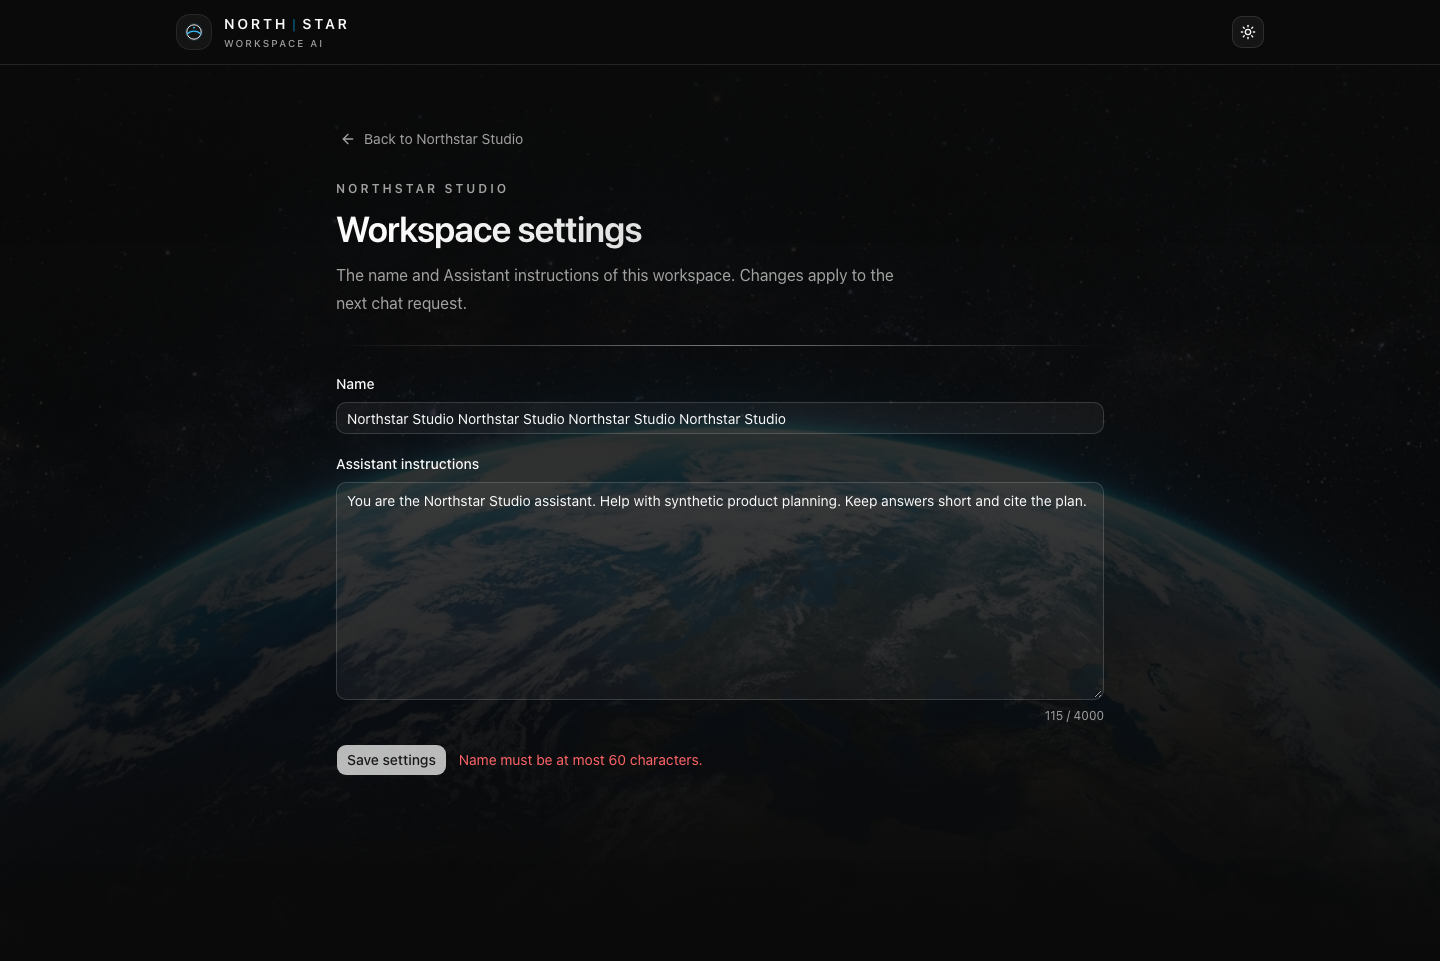 NORTH | STAR
WORKSPACE AI
Back to Northstar Studio
NORTHSTAR STUDIO
Workspace settings
The name and Assistant instructions of this workspace. Changes apply to the
next chat request.
Name
Northstar Studio Northstar Studio Northstar Studio Northstar Studio
Assistant instructions
You are the Northstar Studio assistant. Help with synthetic product planning. Keep answers short and cite the plan.
115 / 4000
Save settings
Name must be at most 60 characters.